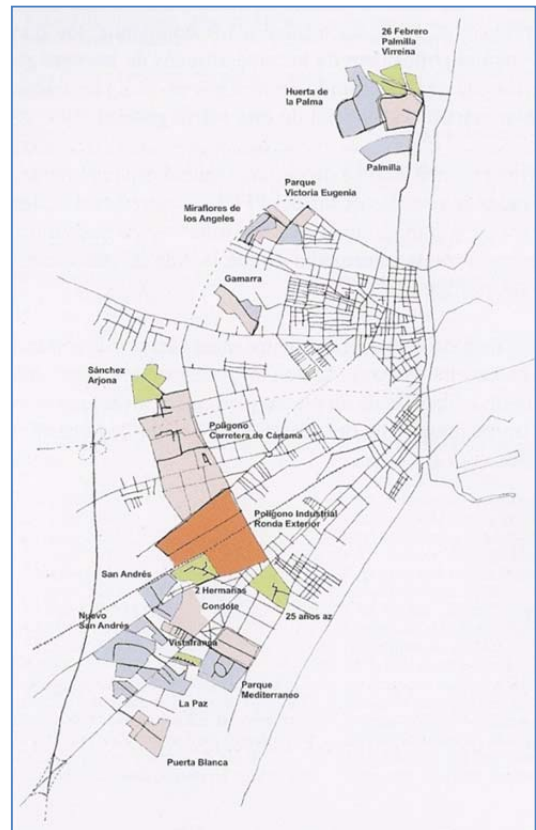 26 Febrero
Palmilla
Virreina
Huerta de
la Palma
Palmilla
Parque
Victoria Eugenia
Miraflores de
los Angeles
Gamarra
Sánchez
Arjona
Polígono
Carretera de Cártama
Polígono Industrial
Ronda Exterior
San Andrés
2 Hermanas
Condote
25 años az
Nuevo
San Andrés
Vistafranca
Parque
Mediterraneo
La Paz
Puerta Blanca